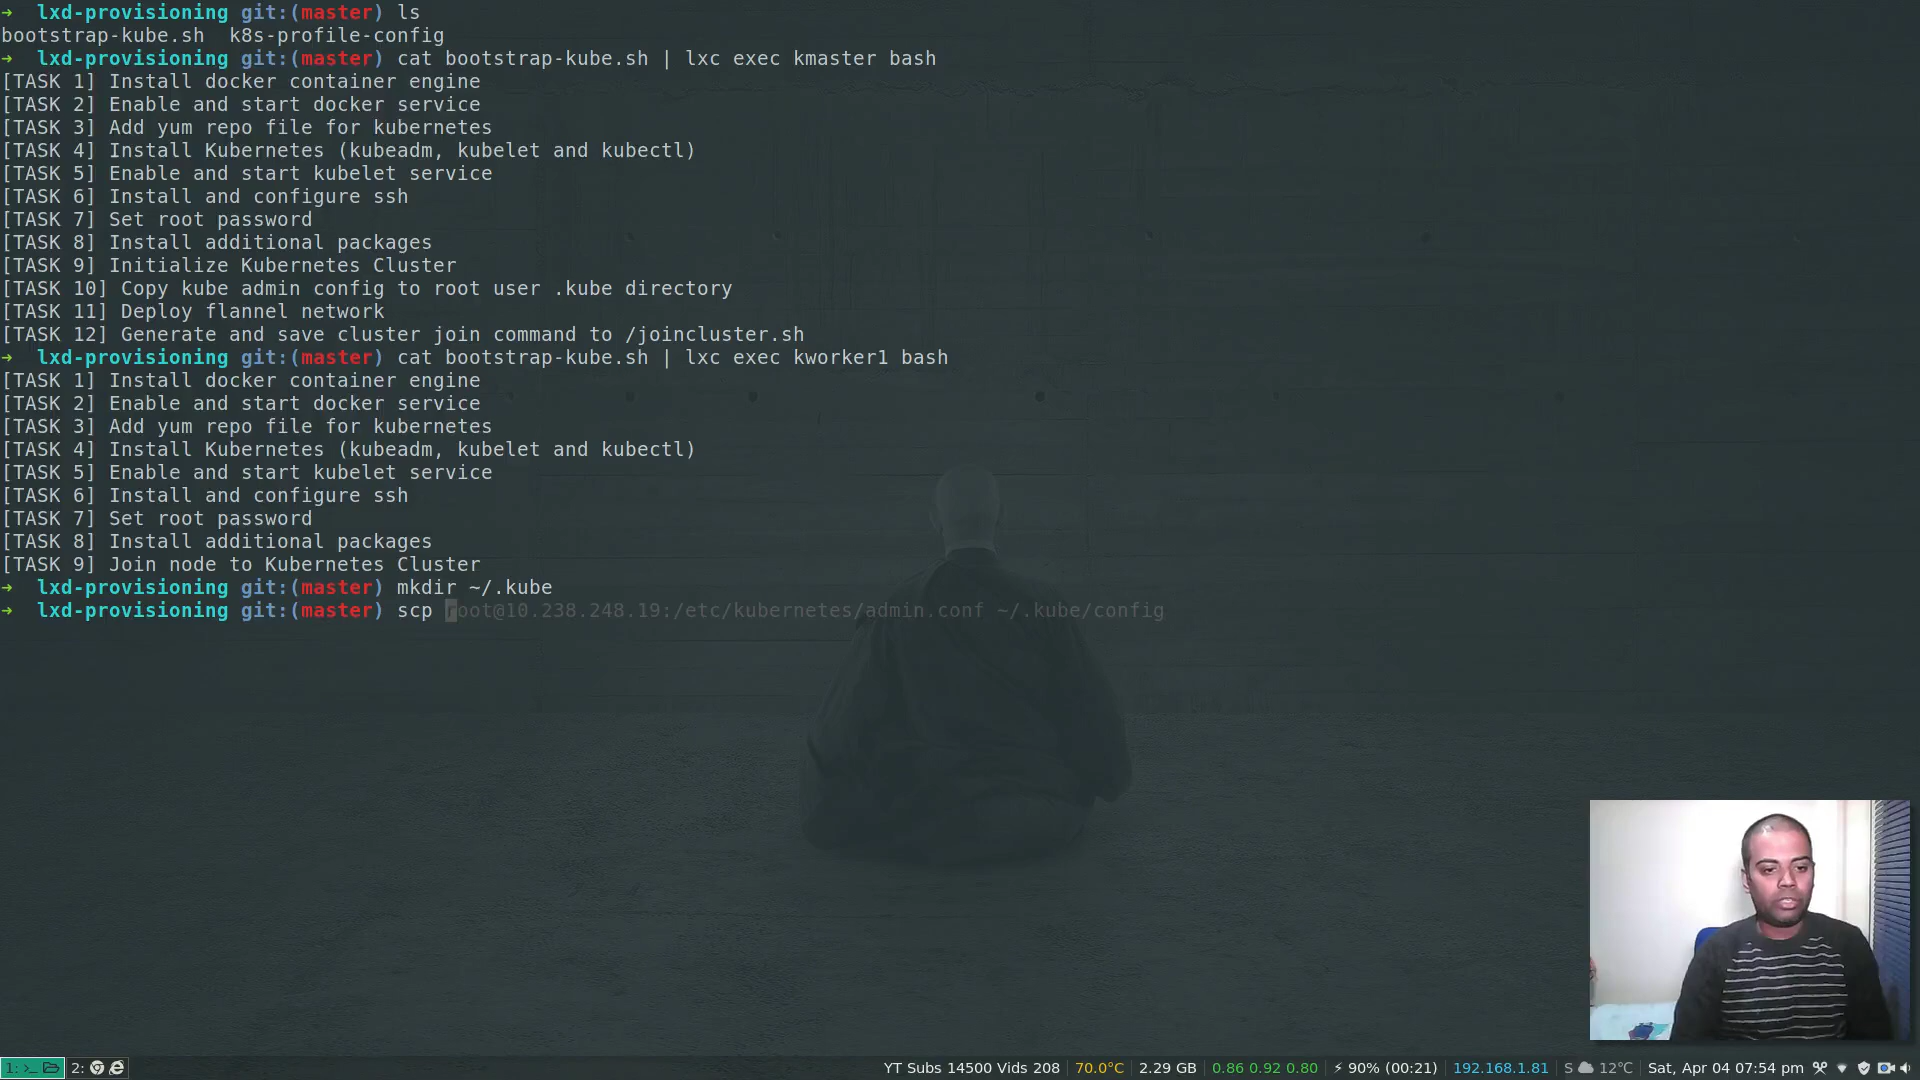 → lxd-provisioning git:(master) ls
bootstrap-kube.sh k8s-profile-config
→ lxd-provisioning git:(master) cat bootstrap-kube.sh | lxc exec kmaster bash
[TASK 1] Install docker container engine
[TASK 2] Enable and start docker service
[TASK 3] Add yum repo file for kubernetes
[TASK 4] Install Kubernetes (kubeadm, kubelet and kubectl)
[TASK 5] Enable and start kubelet service
[TASK 6] Install and configure ssh
[TASK 7] Set root password
[TASK 8] Install additional packages
[TASK 9] Initialize Kubernetes Cluster
[TASK 10] Copy kube admin config to root user .kube directory
[TASK 11] Deploy flannel network
[TASK 12] Generate and save cluster join command to /joincluster.sh
→ lxd-provisioning git:(master) cat bootstrap-kube.sh | lxc exec kworker1 bash
[TASK 1] Install docker container engine
[TASK 2] Enable and start docker service
[TASK 3] Add yum repo file for kubernetes
[TASK 4] Install Kubernetes (kubeadm, kubelet and kubectl)
[TASK 5] Enable and start kubelet service
[TASK 6] Install and configure ssh
[TASK 7] Set root password
[TASK 8] Install additional packages
[TASK 9] Join node to Kubernetes Cluster
→ lxd-provisioning git:(master) mkdir ~/.kube
→ lxd-provisioning git:(master) scp root@10.238.248.19:/etc/kubernetes/admin.conf ~/.kube/config
1: 2: YT Subs 14500 Vids 208 70.0°C 2.29 GB 0.86 0.92 0.80 ⚡ 90% (00:21) 192.168.1.81 S 12°C Sat, Apr 04 07:54 pm